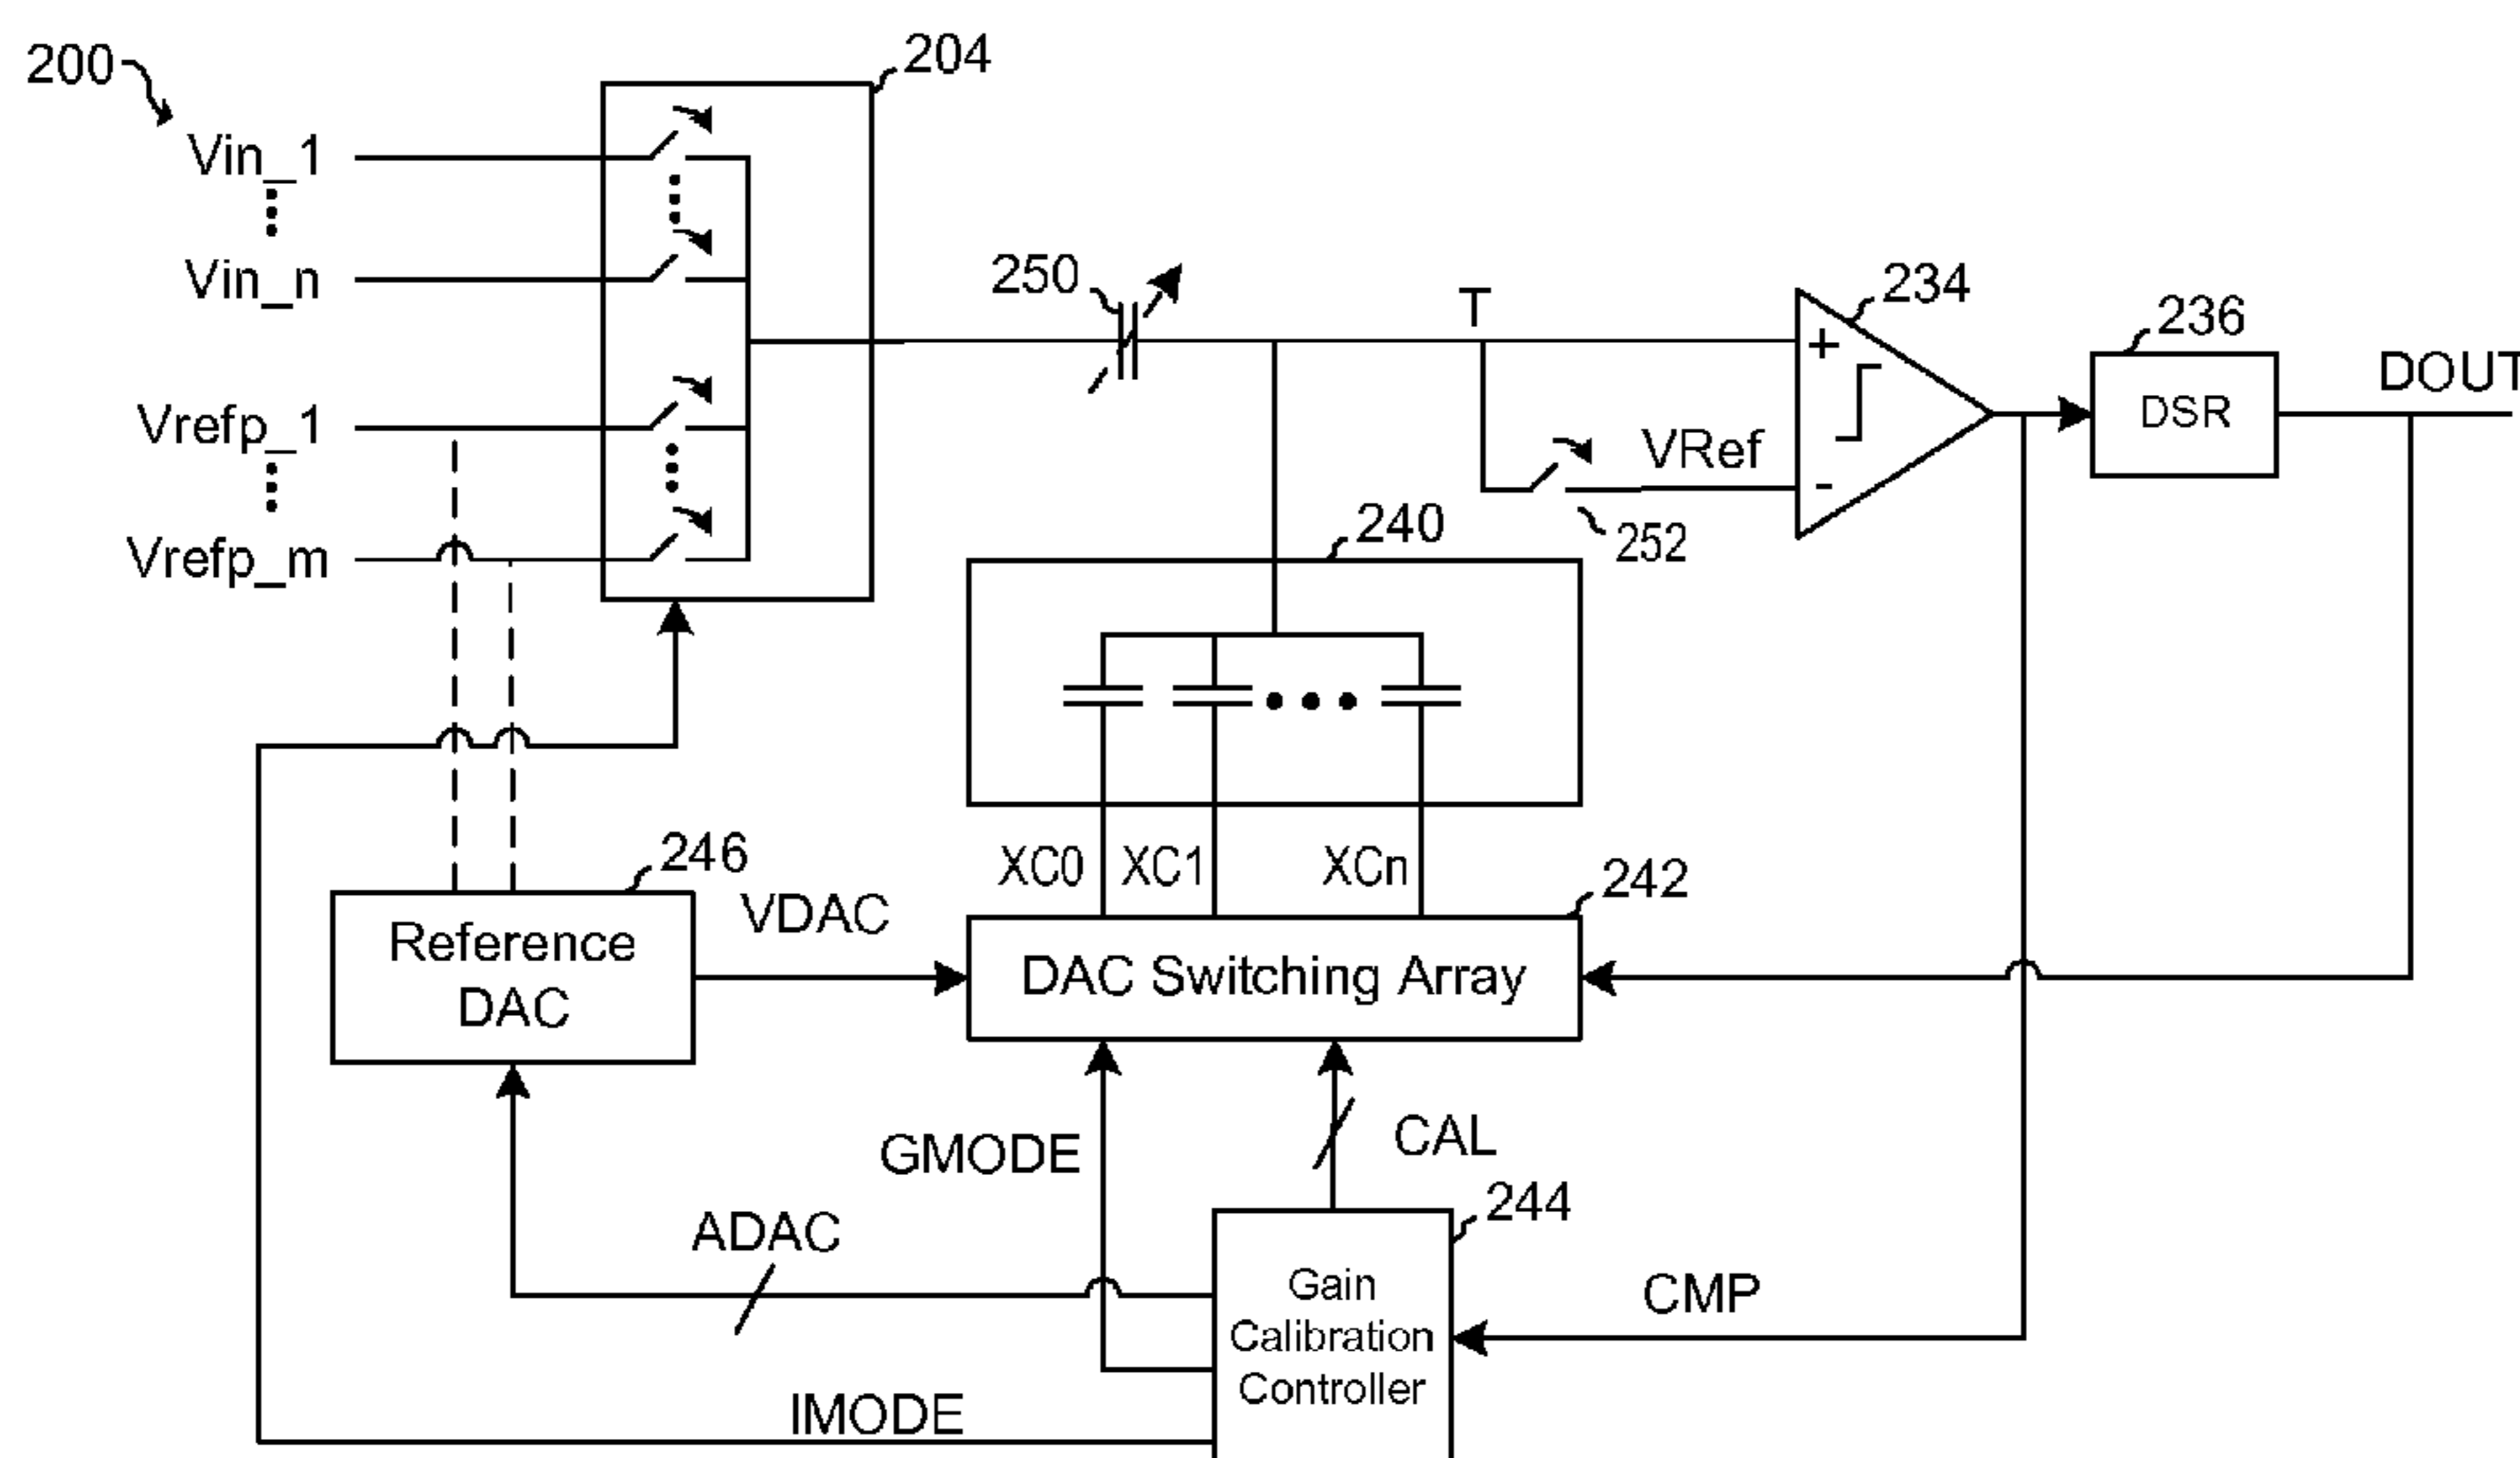 200
204
Vin_1
Vin_n
250
T
234
236
DOUT
+
DSR
Vrefp_1
VRef
-
Vrefp_m
240
252
246
XC0
XC1
XCn
242
VDAC
Reference
DAC
DAC Switching Array
GMODE
CAL
244
ADAC
Gain
Calibration
Controller
CMP
IMODE